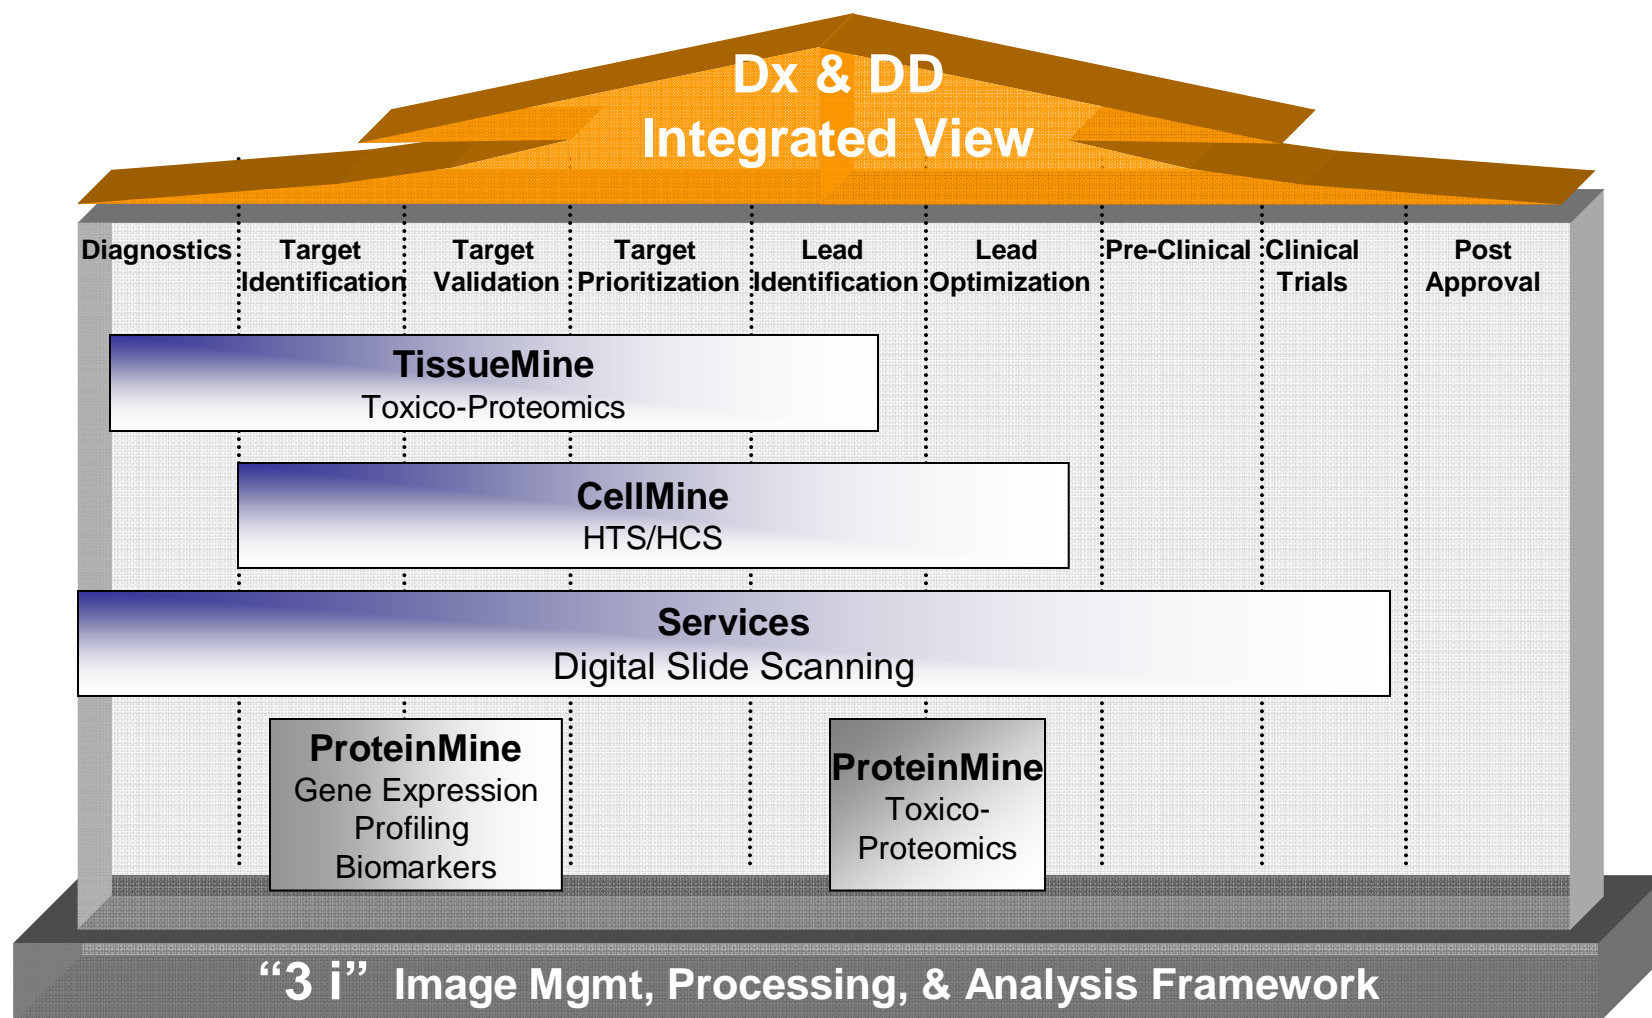 Dx & DD
Integrated View
Diagnostics
Target
Identification
Target
Validation
Target
Prioritization
Lead
Identification
Lead
Optimization
Pre-Clinical
Clinical
Trials
Post
Approval
TissueMine
Toxico-Proteomics
CellMine
HTS/HCS
Services
Digital Slide Scanning
ProteinMine
Gene Expression
Profiling
Biomarkers
ProteinMine
Toxico-
Proteomics
“3 i” Image Mgmt, Processing, & Analysis Framework